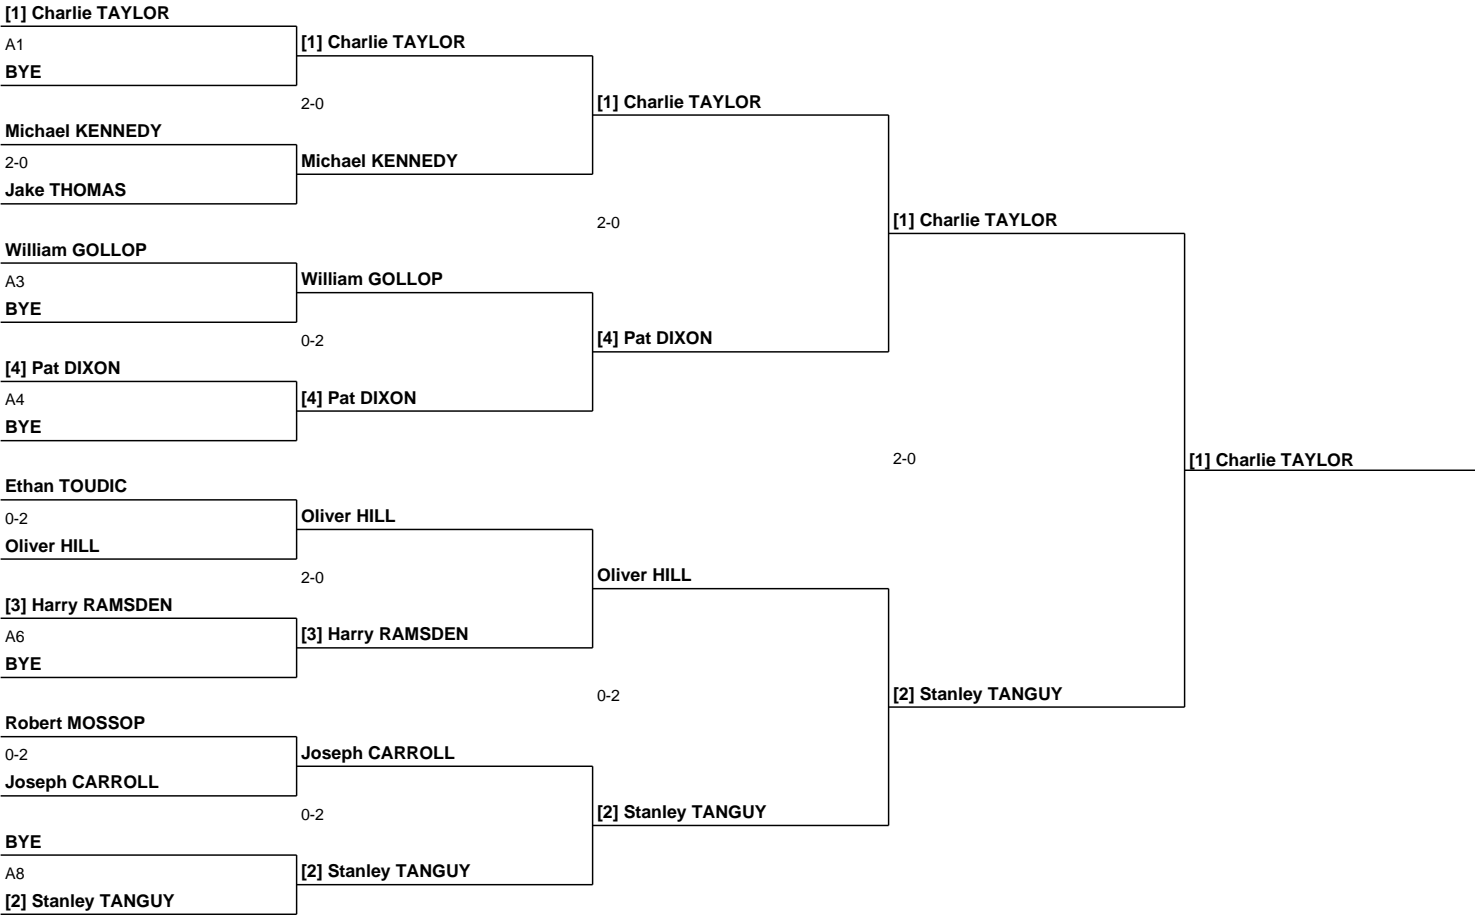 [1] Charlie TAYLOR
A1
BYE
Michael KENNEDY
2-0
Jake THOMAS
William GOLLOP
A3
BYE
[4] Pat DIXON
A4
BYE
Ethan TOUDIC
0-2
Oliver HILL
[3] Harry RAMSDEN
A6
BYE
Robert MOSSOP
0-2
Joseph CARROLL
BYE
A8
[2] Stanley TANGUY
[1] Charlie TAYLOR
2-0
Michael KENNEDY
William GOLLOP
0-2
[4] Pat DIXON
Oliver HILL
2-0
[3] Harry RAMSDEN
Joseph CARROLL
0-2
[2] Stanley TANGUY
[1] Charlie TAYLOR
2-0
[4] Pat DIXON
Oliver HILL
0-2
[2] Stanley TANGUY
[1] Charlie TAYLOR
2-0
[2] Stanley TANGUY
[1] Charlie TAYLOR